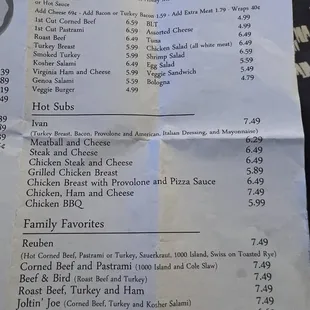 or Hot Sauce
Add Cheese 69¢ - Add Bacon or Turkey Bacon 1.59 - Add Extra Meat 1.79 - Wraps 40¢
1st Cut Corned Beef 6.59
1st Cut Pastrami 6.59
Roast Beef 6.49
Turkey Breast 5.99
Smoked Turkey 5.99
Kosher Salami 6.49
Virginia Ham and Cheese 5.99
Genoa Salami 5.99
Veggie Burger 4.99
BLT 4.99
Assorted Cheese 6.49
Tuna 6.49
Chicken Salad (all white meat) 6.49
Shrimp Salad 6.59
Egg Salad 5.59
Veggie Sandwich 5.49
Bologna 4.79
Hot Subs
Ivan 7.49
(Turkey Breast, Bacon, Provolone and American, Italian Dressing, and Mayonnaise)
Meatball and Cheese 6.29
Steak and Cheese 6.49
Chicken Steak and Cheese 6.49
Grilled Chicken Breast 5.89
Chicken Breast with Provolone and Pizza Sauce 6.49
Chicken, Ham and Cheese 7.49
Chicken BBQ 5.99
Family Favorites
Reuben 7.49
(Hot Corned Beef, Pastrami or Turkey, Sauerkraut, 1000 Island, Swiss on Toasted Rye)
Corned Beef and Pastrami (1000 Island and Cole Slaw) 7.49
Beef & Bird (Roast Beef and Turkey) 7.49
Roast Beef, Turkey and Ham 7.49
Joltin' Joe (Corned Beef, Turkey and Kosher Salami)